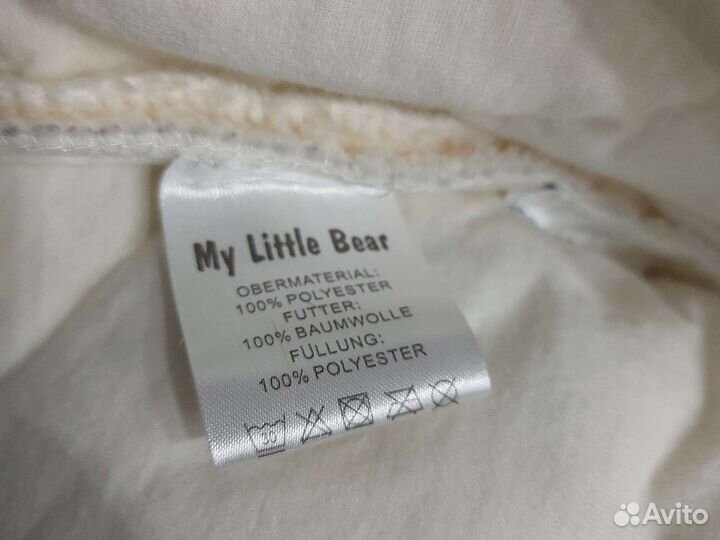 My Little Bear
OBERMATERIAL:
100% POLYESTER
FUTTER:
100% BAUMWOLLE
FÜLLUNG:
100% POLYESTER
30
Avito